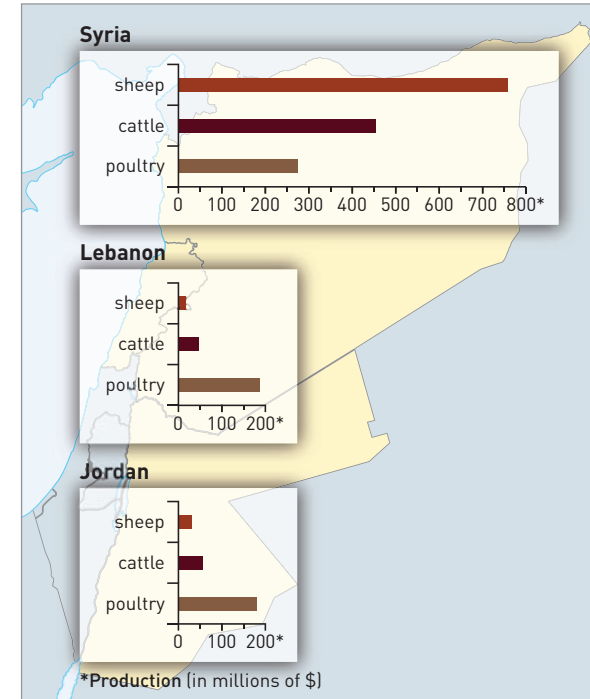 Syria
sheep
cattle
poultry
0 100 200 300 400 500 600 700 800*
Lebanon
sheep
cattle
poultry
0 100 200*
Jordan
sheep
cattle
poultry
0 100 200*
*Production (in millions of $)